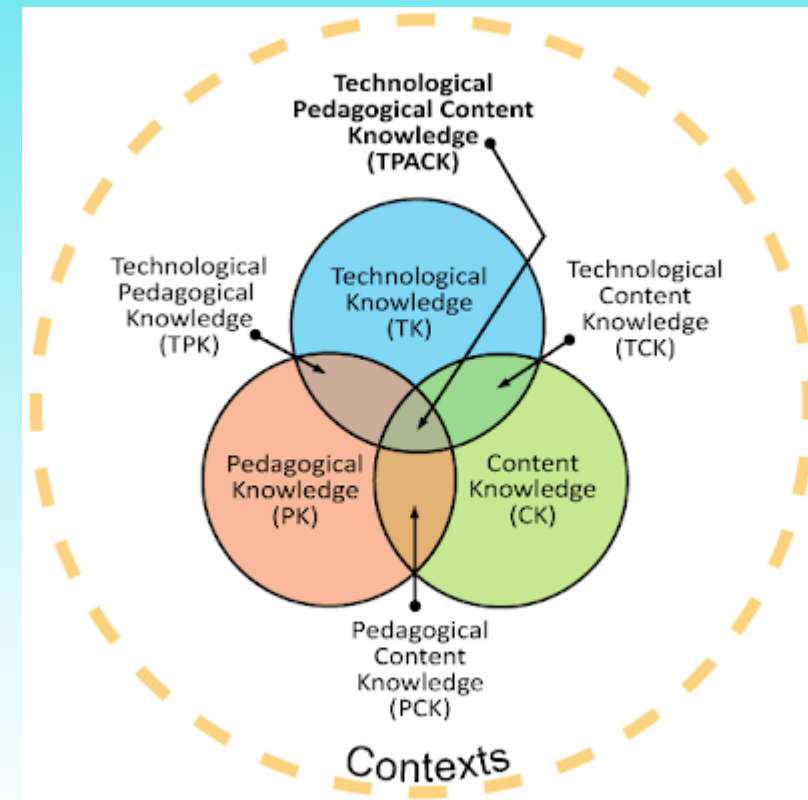 Technological
Pedagogical Content
Knowledge
(TPACK)
Technological
Pedagogical
Knowledge
(TPK)
Technological
Knowledge
(TK)
Technological
Content
Knowledge
(TCK)
Pedagogical
Knowledge
(PK)
Content
Knowledge
(CK)
Pedagogical
Content
Knowledge
(PCK)
Contexts